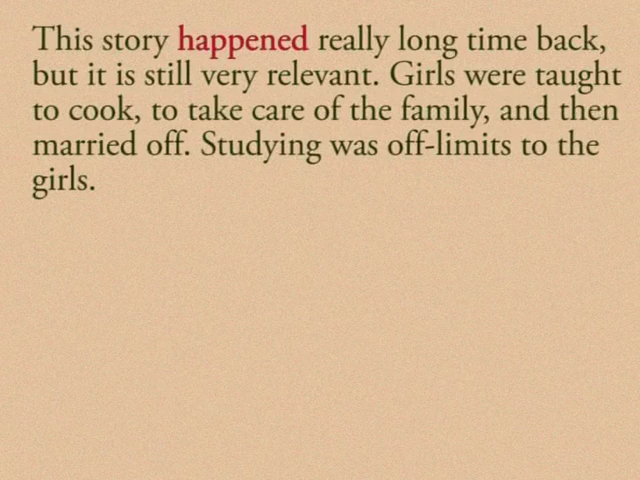 This story happened really long time back,
but it is still very relevant. Girls were taught
to cook, to take care of the family, and then
married off. Studying was off-limits to the
girls.